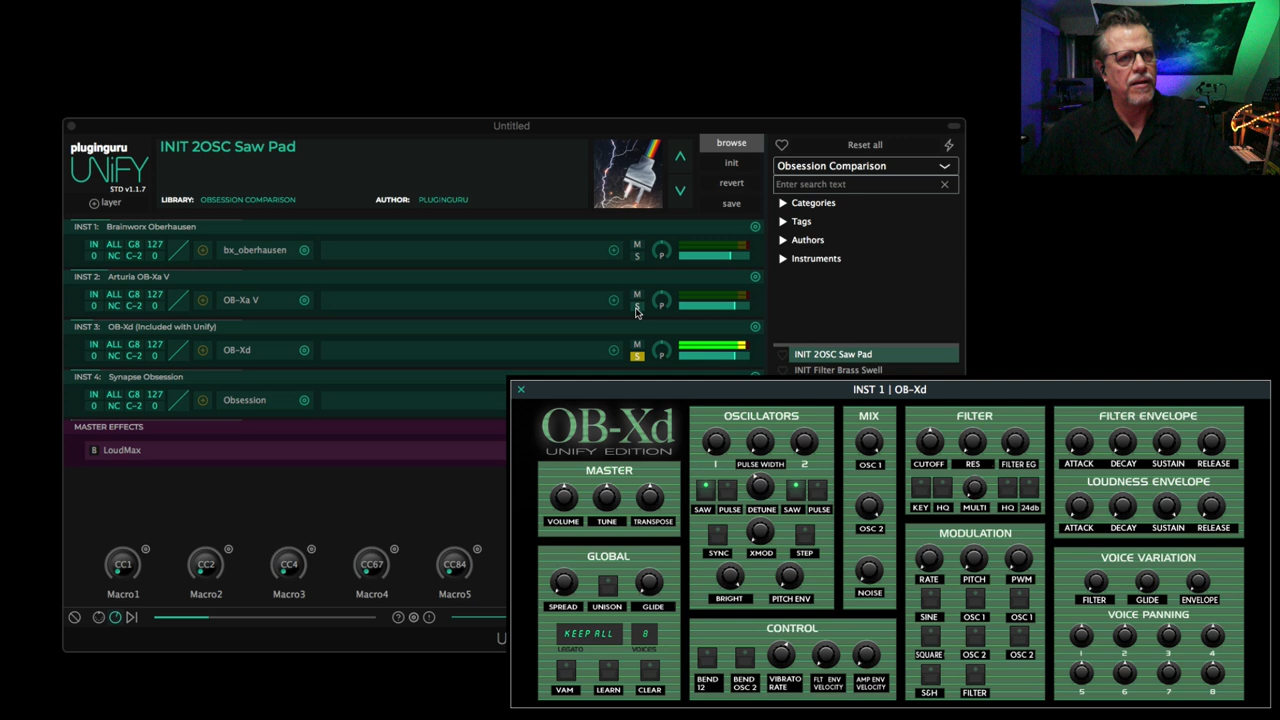 Untitled
pluginguru
UNIFY
STD v1.1.7
layer
INIT 2OSC Saw Pad
LIBRARY: OBSESSION COMPARISON AUTHOR: PLUGINGURU
browse
init
revert
save
Reset all
Obsession Comparison
Enter search text
Categories
Tags
Authors
Instruments
INIT 2OSC Saw Pad
INIT Filter Brass Swell
INST 1: Brainworx Oberhausen
IN ALL G8 127
0 NC C-2 0
bx_oberhausen
M
S
P
INST 2: Arturia OB-Xa V
IN ALL G8 127
0 NC C-2 0
OB-Xa V
M
S
P
INST 3: OB-Xd (Included with Unify)
IN ALL G8 127
0 NC C-2 0
OB-Xd
M
S
P
INST 4: Synapse Obsession
IN ALL G8 127
0 NC C-2 0
Obsession
MASTER EFFECTS
B LoudMax
CC1 CC2 CC4 CC67 CC84
Macro1 Macro2 Macro3 Macro4 Macro5
U
INST 1 | OB-Xd
OB-Xd
UNIFY EDITION
MASTER
VOLUME TUNE TRANSPOSE
GLOBAL
SPREAD UNISON GLIDE
KEEP ALL 8
LEGATO VOICES
VAM LEARN CLEAR
OSCILLATORS
1 PULSE WIDTH 2
SAW PULSE DETUNE SAW PULSE
SYNC XMOD STEP
BRIGHT PITCH ENV
MIX
OSC 1
OSC 2
NOISE
CONTROL
BEND 12 BEND OSC 2 VIBRATO RATE FLT ENV VELOCITY AMP ENV VELOCITY
FILTER
CUTOFF RES FILTER EG
KEY HQ MULTI HQ 24db
MODULATION
RATE PITCH PWM
SINE OSC 1 OSC 1
SQUARE OSC 2 OSC 2
S&H FILTER
FILTER ENVELOPE
ATTACK DECAY SUSTAIN RELEASE
LOUDNESS ENVELOPE
ATTACK DECAY SUSTAIN RELEASE
VOICE VARIATION
FILTER GLIDE ENVELOPE
VOICE PANNING
1 2 3 4
5 6 7 8